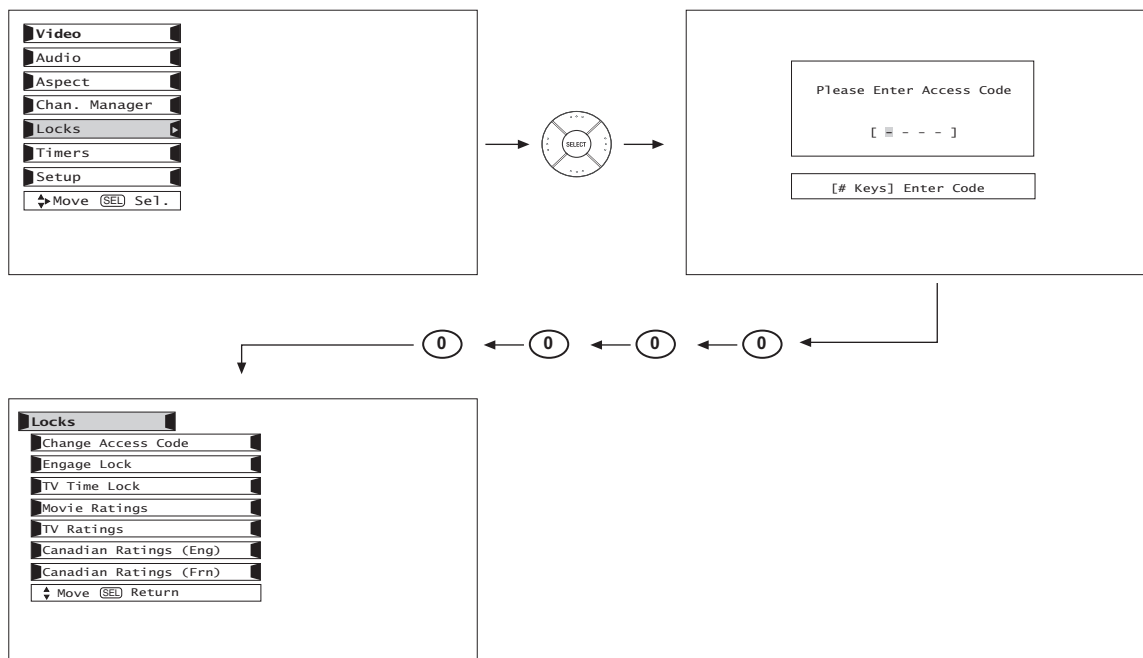 Video
Audio
Aspect
Chan. Manager
Locks
Timers
Setup
Move SEL Sel.
SELECT
Please Enter Access Code
[ - - - - ]
[# Keys] Enter Code
0 0 0 0
Locks
Change Access Code
Engage Lock
TV Time Lock
Movie Ratings
TV Ratings
Canadian Ratings (Eng)
Canadian Ratings (Frn)
Move SEL Return